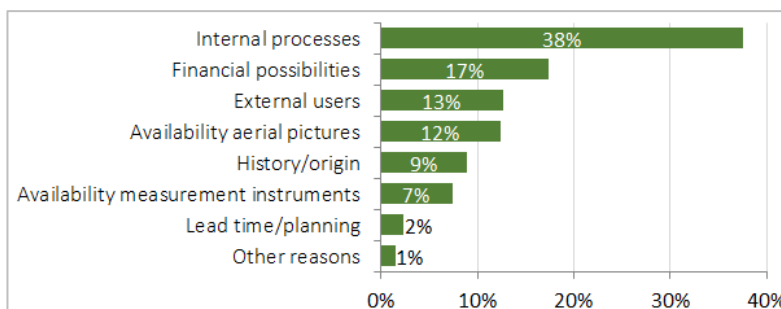 Internal processes 38%
Financial possibilities 17%
External users 13%
Availability aerial pictures 12%
History/origin 9%
Availability measurement instruments 7%
Lead time/planning 2%
Other reasons 1%
0% 10% 20% 30% 40%